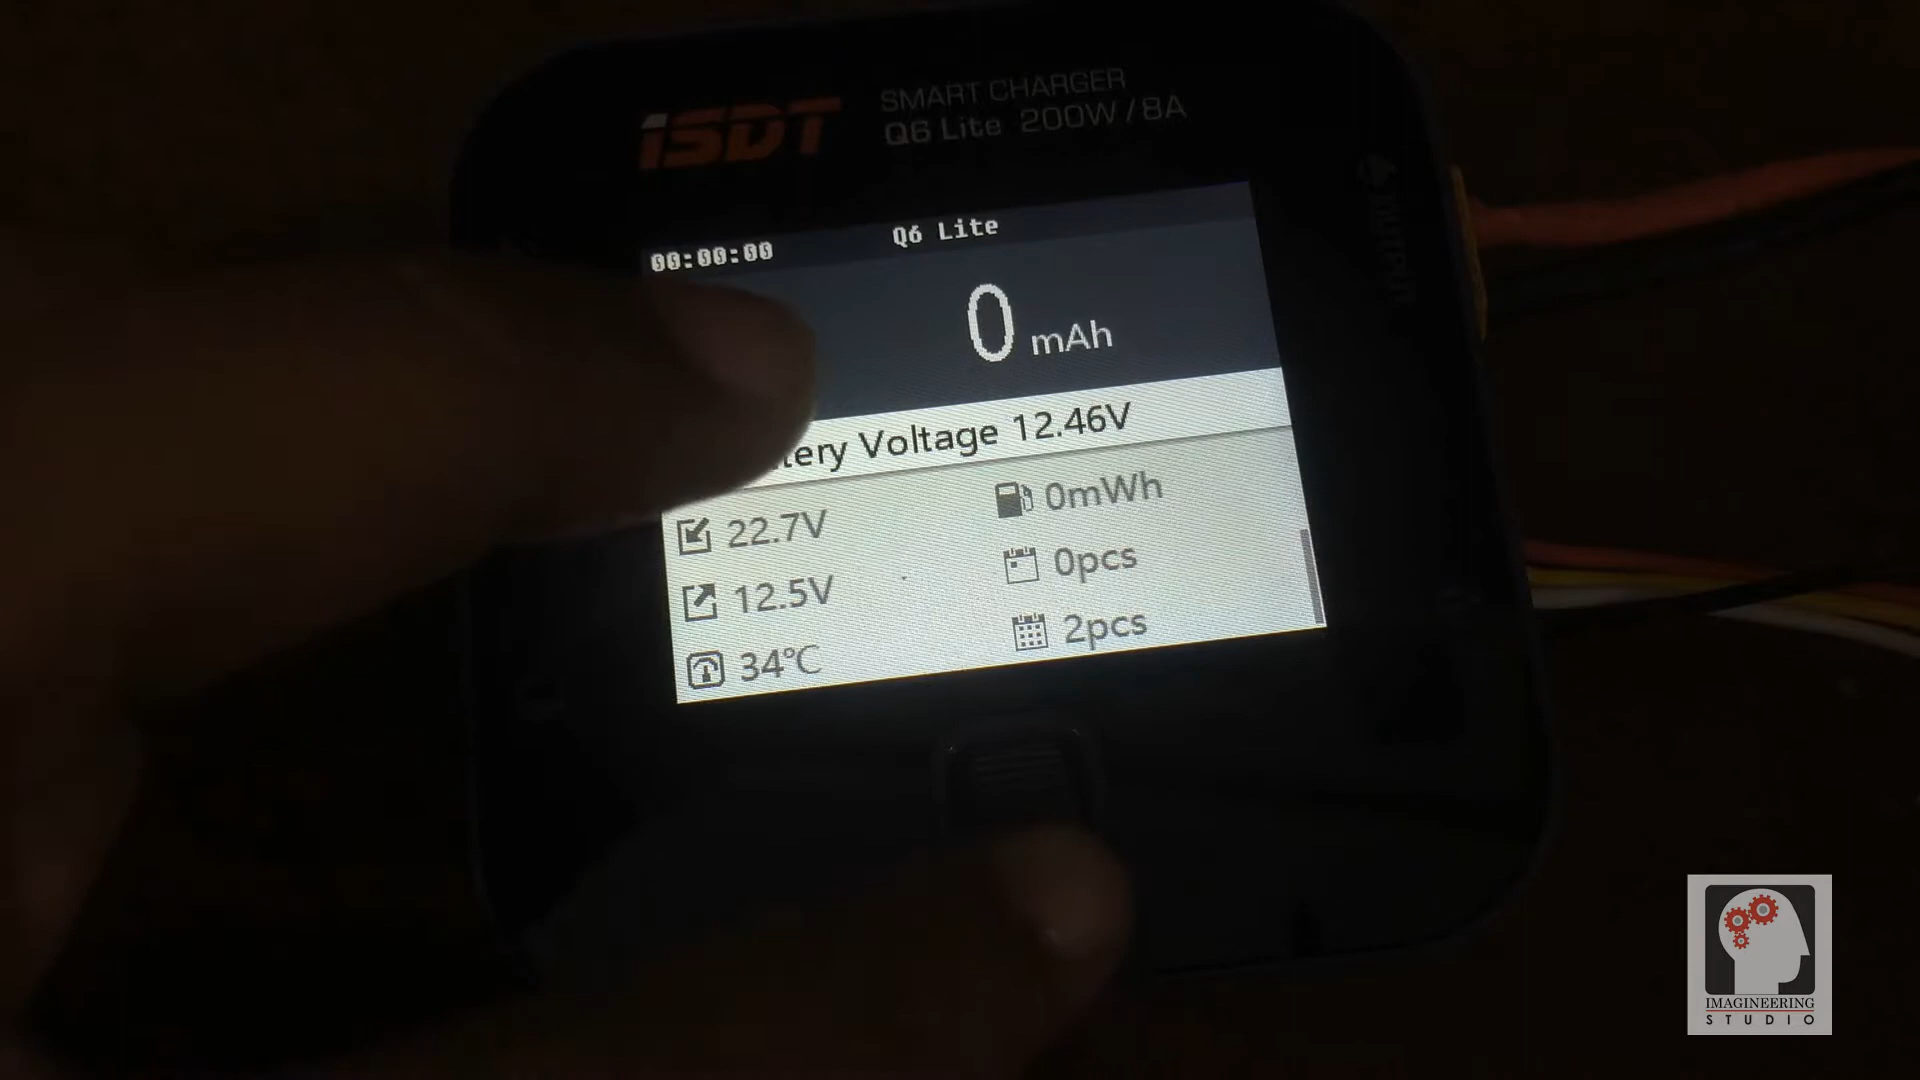 iSDT
SMART CHARGER
Q6 Lite 200W / 8A
00:00:00
Q6 Lite
0 mAh
tery Voltage 12.46V
22.7V
0mWh
12.5V
0pcs
34℃
2pcs
IMAGINEERING
STUDIO